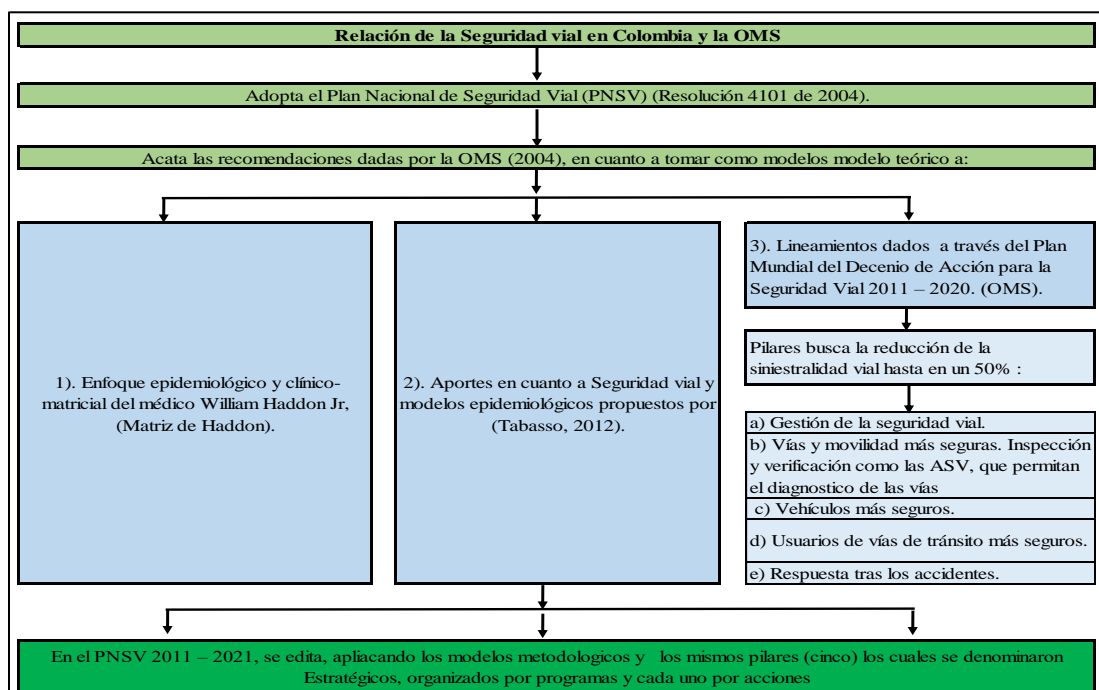 Relación de la Seguridad vial en Colombia y la OMS
Adopta el Plan Nacional de Seguridad Vial (PNSV) (Resolución 4101 de 2004).
Acata las recomendaciones dadas por la OMS (2004), en cuanto a tomar como modelos modelo teórico a:
1). Enfoque epidemiológico y clínico-
matricial del médico William Haddon Jr,
(Matriz de Haddon).
2). Aportes en cuanto a Seguridad vial y
modelos epidemiológicos propuestos por
(Tabasso, 2012).
3). Lineamientos dados a través del Plan
Mundial del Decenio de Acción para la
Seguridad Vial 2011 – 2020. (OMS).
Pilares busca la reducción de la
siniestralidad vial hasta en un 50% :
a) Gestión de la seguridad vial.
b) Vías y movilidad más seguras. Inspección
y verificación como las ASV, que permitan
el diagnostico de las vías
c) Vehículos más seguros.
d) Usuarios de vías de tránsito más seguros.
e) Respuesta tras los accidentes.
En el PNSV 2011 – 2021, se edita, apliacando los modelos metodologicos y los mismos pilares (cinco) los cuales se denominaron
Estratégicos, organizados por programas y cada uno por acciones